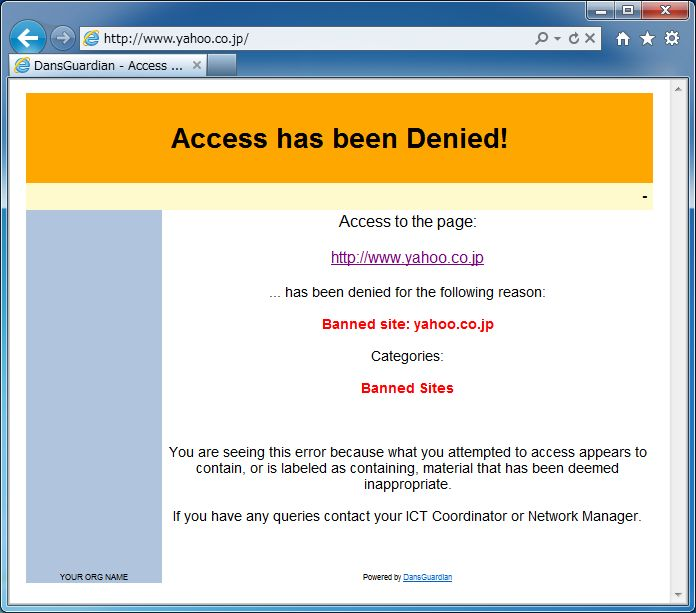 http://www.yahoo.co.jp/
DansGuardian - Access ...
Access has been Denied!
-
Access to the page:
http://www.yahoo.co.jp
... has been denied for the following reason:
Banned site: yahoo.co.jp
Categories:
Banned Sites
You are seeing this error because what you attempted to access appears to
contain, or is labeled as containing, material that has been deemed
inappropriate.
If you have any queries contact your ICT Coordinator or Network Manager.
YOUR ORG NAME
Powered by DansGuardian